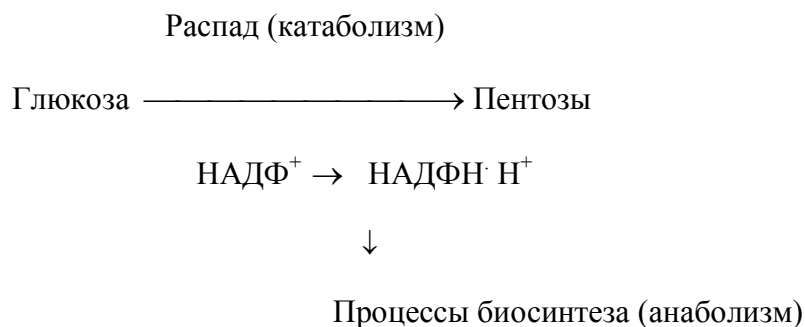 Распад (катаболизм)
Глюкоза ⟶ Пентозы
НАДФ⁺ → НАДФН· Н⁺
↓
Процессы биосинтеза (анаболизм)